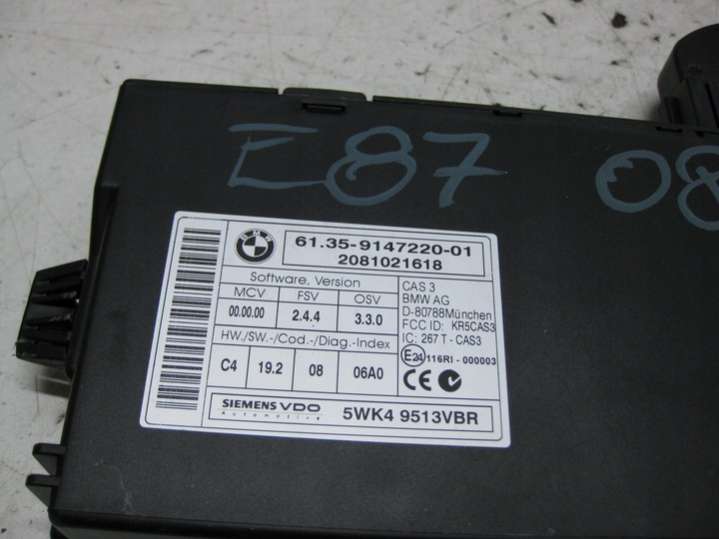 E87 08
BMW
61.35-9147220-01
2081021618
Software, Version
MCV FSV OSV
00.00.00 2.4.4 3.3.0
HW./SW.-/Cod.-/Diag.-Index
C4 19.2 08 06A0
CAS 3
BMW AG
D-80788München
FCC ID: KR5CAS3
IC: 267 T - CAS3
E24 116RI - 000003
CE
SIEMENS VDO
Automotive
5WK4 9513VBR